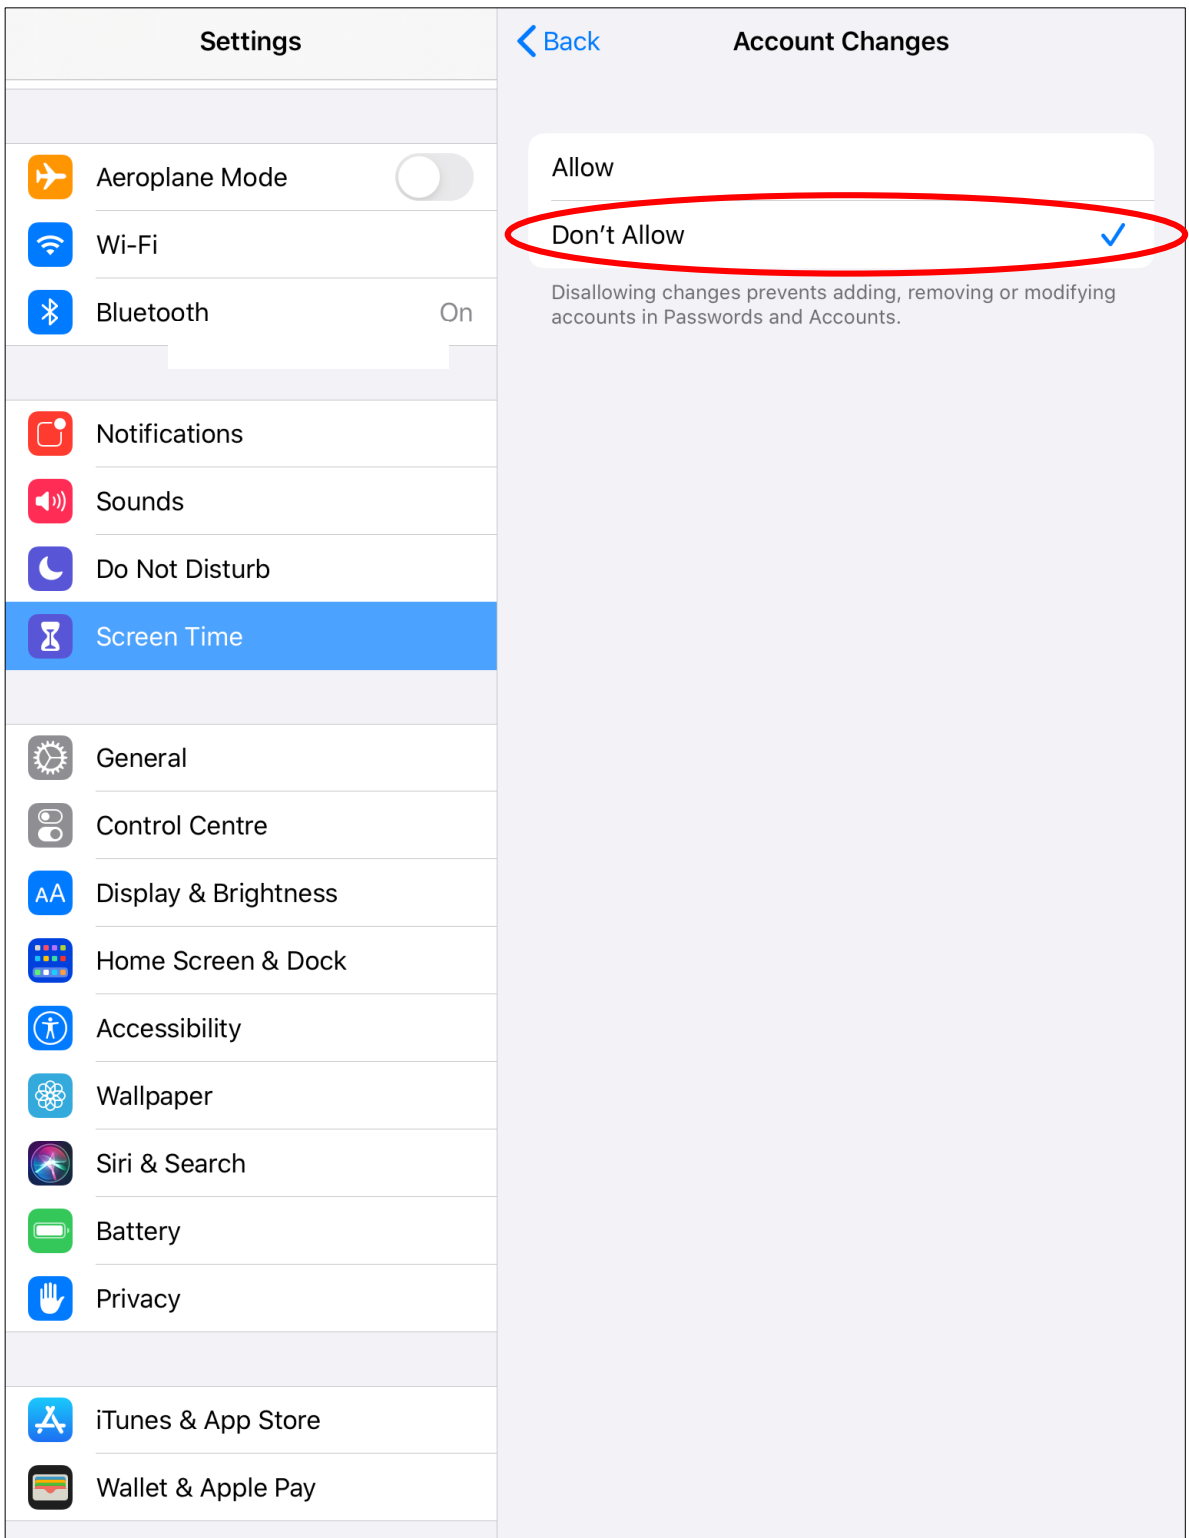 Settings
Back
Account Changes
Aeroplane Mode
Wi-Fi
Bluetooth
On
Notifications
Sounds
Do Not Disturb
Screen Time
General
Control Centre
AA
Display & Brightness
Home Screen & Dock
Accessibility
Wallpaper
Siri & Search
Battery
Privacy
iTunes & App Store
Wallet & Apple Pay
Allow
Don't Allow
Disallowing changes prevents adding, removing or modifying
accounts in Passwords and Accounts.